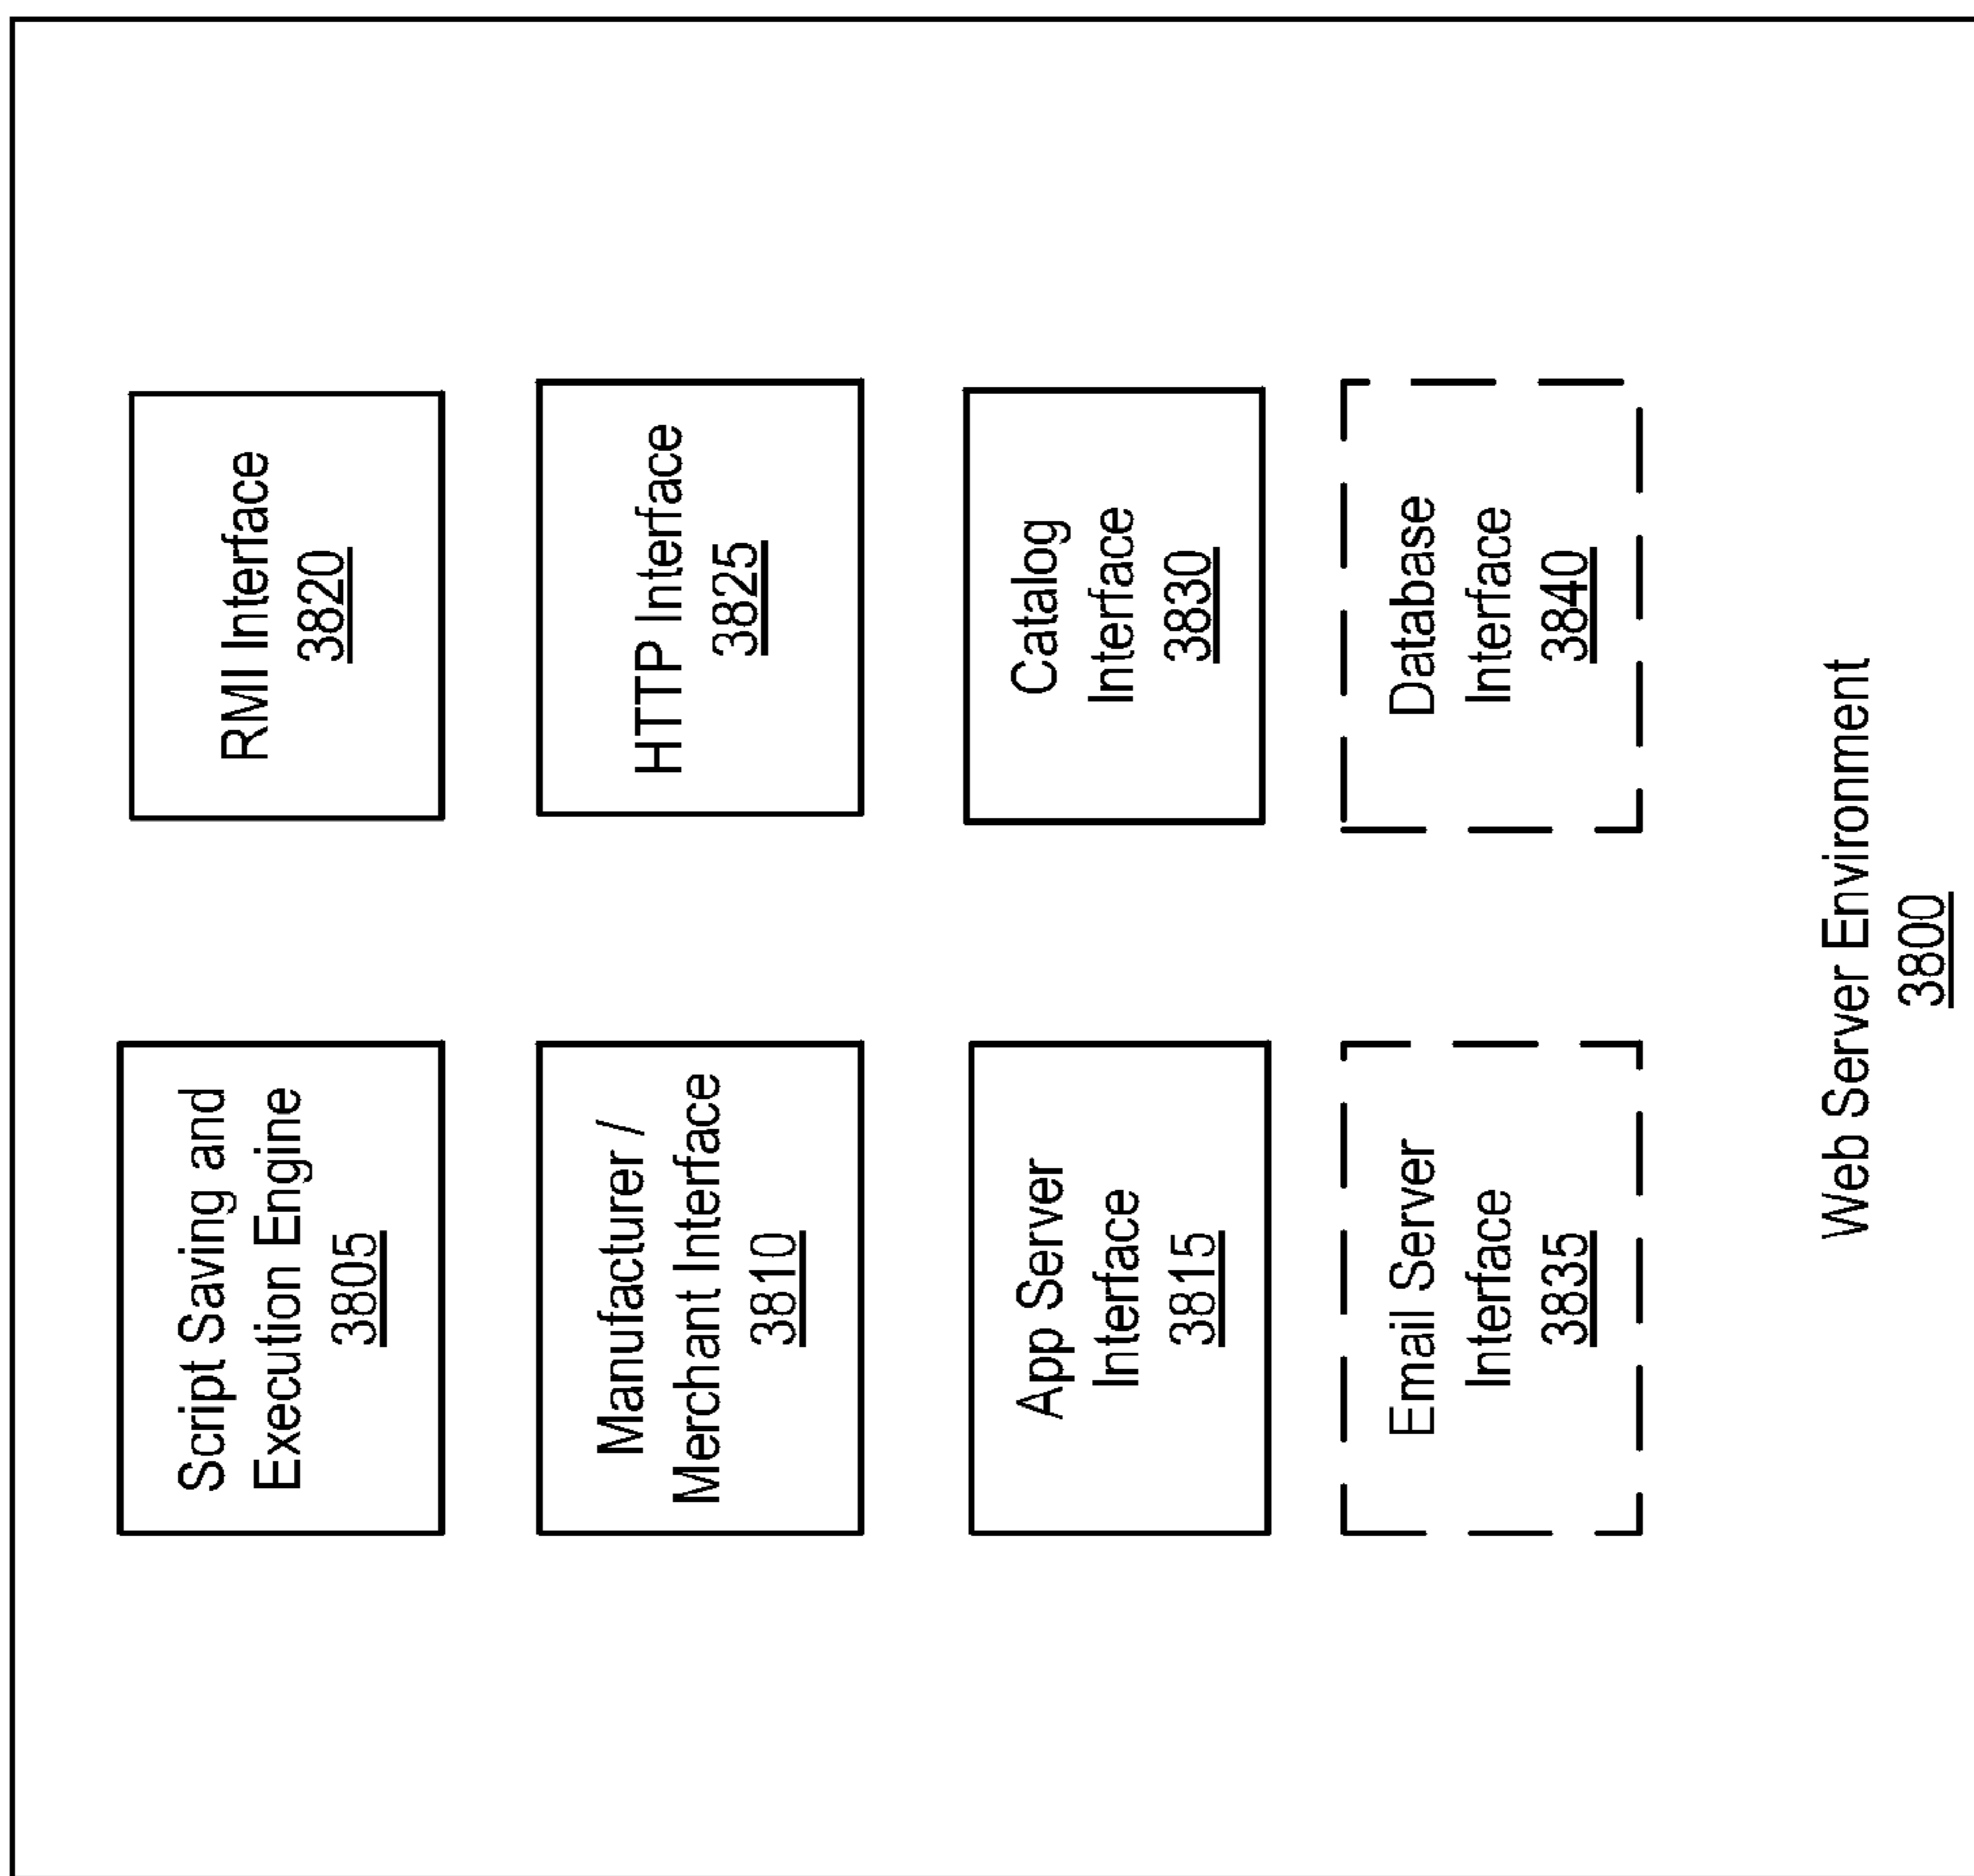 Script Saving and
Execution Engine
3805
RMI Interface
3820
Manufacturer /
Merchant Interface
3810
HTTP Interface
3825
App Server
Interface
3815
Catalog
Interface
3830
Email Server
Interface
3835
Database
Interface
3840
Web Server Environment
3800